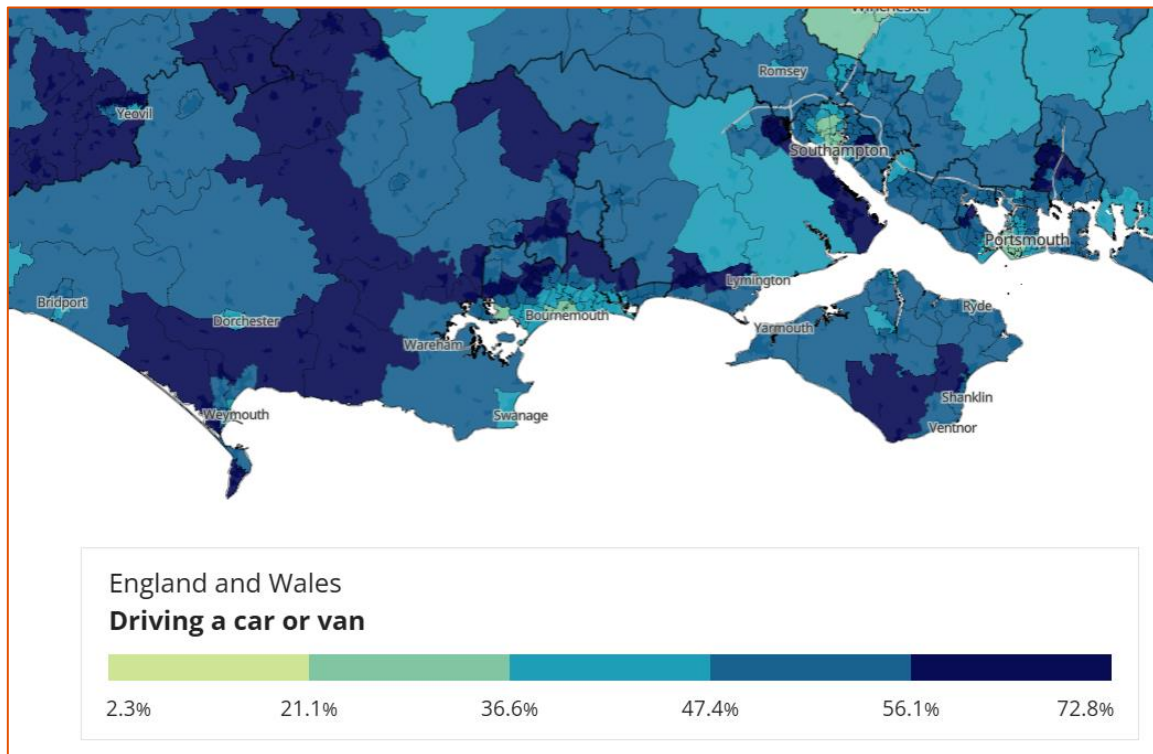 Winchester
Romsey
Yeovil
Southampton
Portsmouth
Lymington
Bridport
Dorchester
Bournemouth
Ryde
Yarmouth
Wareham
Shanklin
Weymouth
Swanage
Ventnor
England and Wales
Driving a car or van
2.3% 21.1% 36.6% 47.4% 56.1% 72.8%